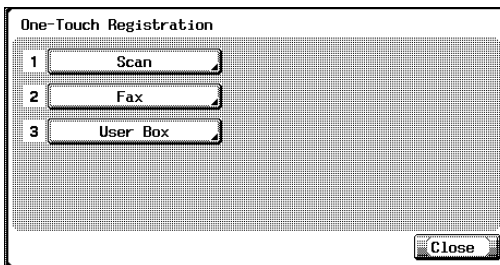 One-Touch Registration
1 Scan
2 Fax
3 User Box
Close